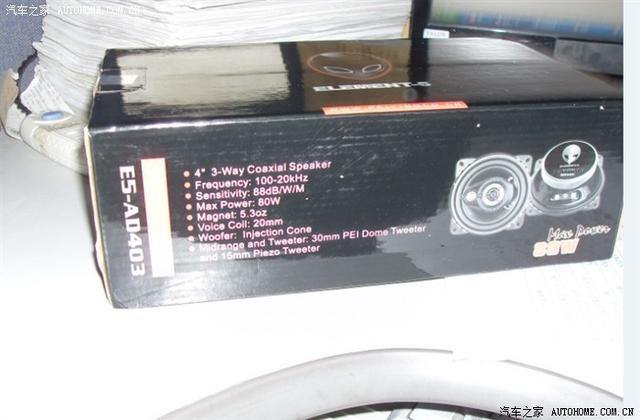 汽车之家 AUTOHOME.COM.CN
E5-AD403
4" 3-Way Coaxial Speaker
Frequency: 100-20kHz
Sensitivity: 88dB/W/M
Max Power: 80W
Magnet: 5.3oz
Voice Coil: 20mm
Woofer: Injection Cone
Midrange and Tweeter: 30mm PEI Dome Tweeter
and 15mm Piezo Tweeter
Max Power
80W
汽车之家 AUTOHOME.COM.CN